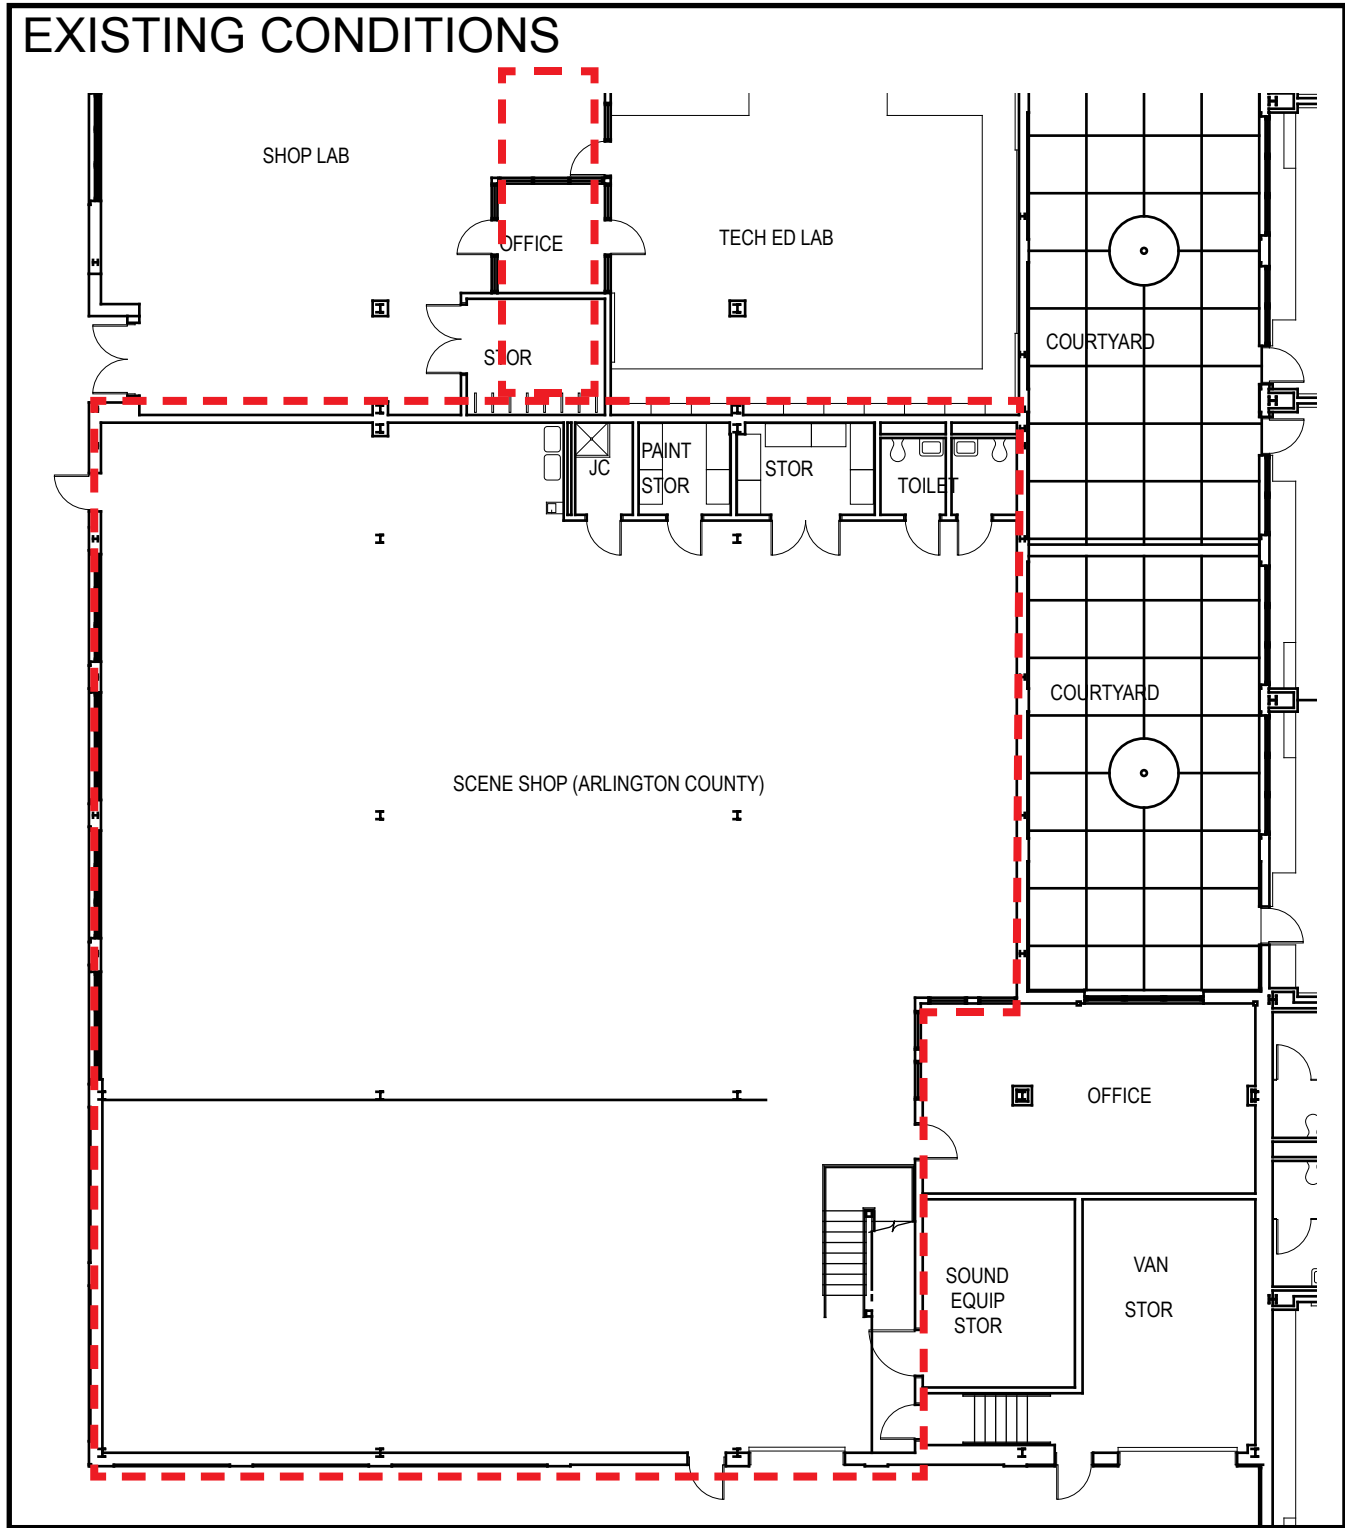 EXISTING CONDITIONS
SHOP LAB
OFFICE
TECH ED LAB
STOR
COURTYARD
JC
PAINT
STOR
STOR
TOILET
COURTYARD
SCENE SHOP (ARLINGTON COUNTY)
OFFICE
SOUND
EQUIP
STOR
VAN
STOR